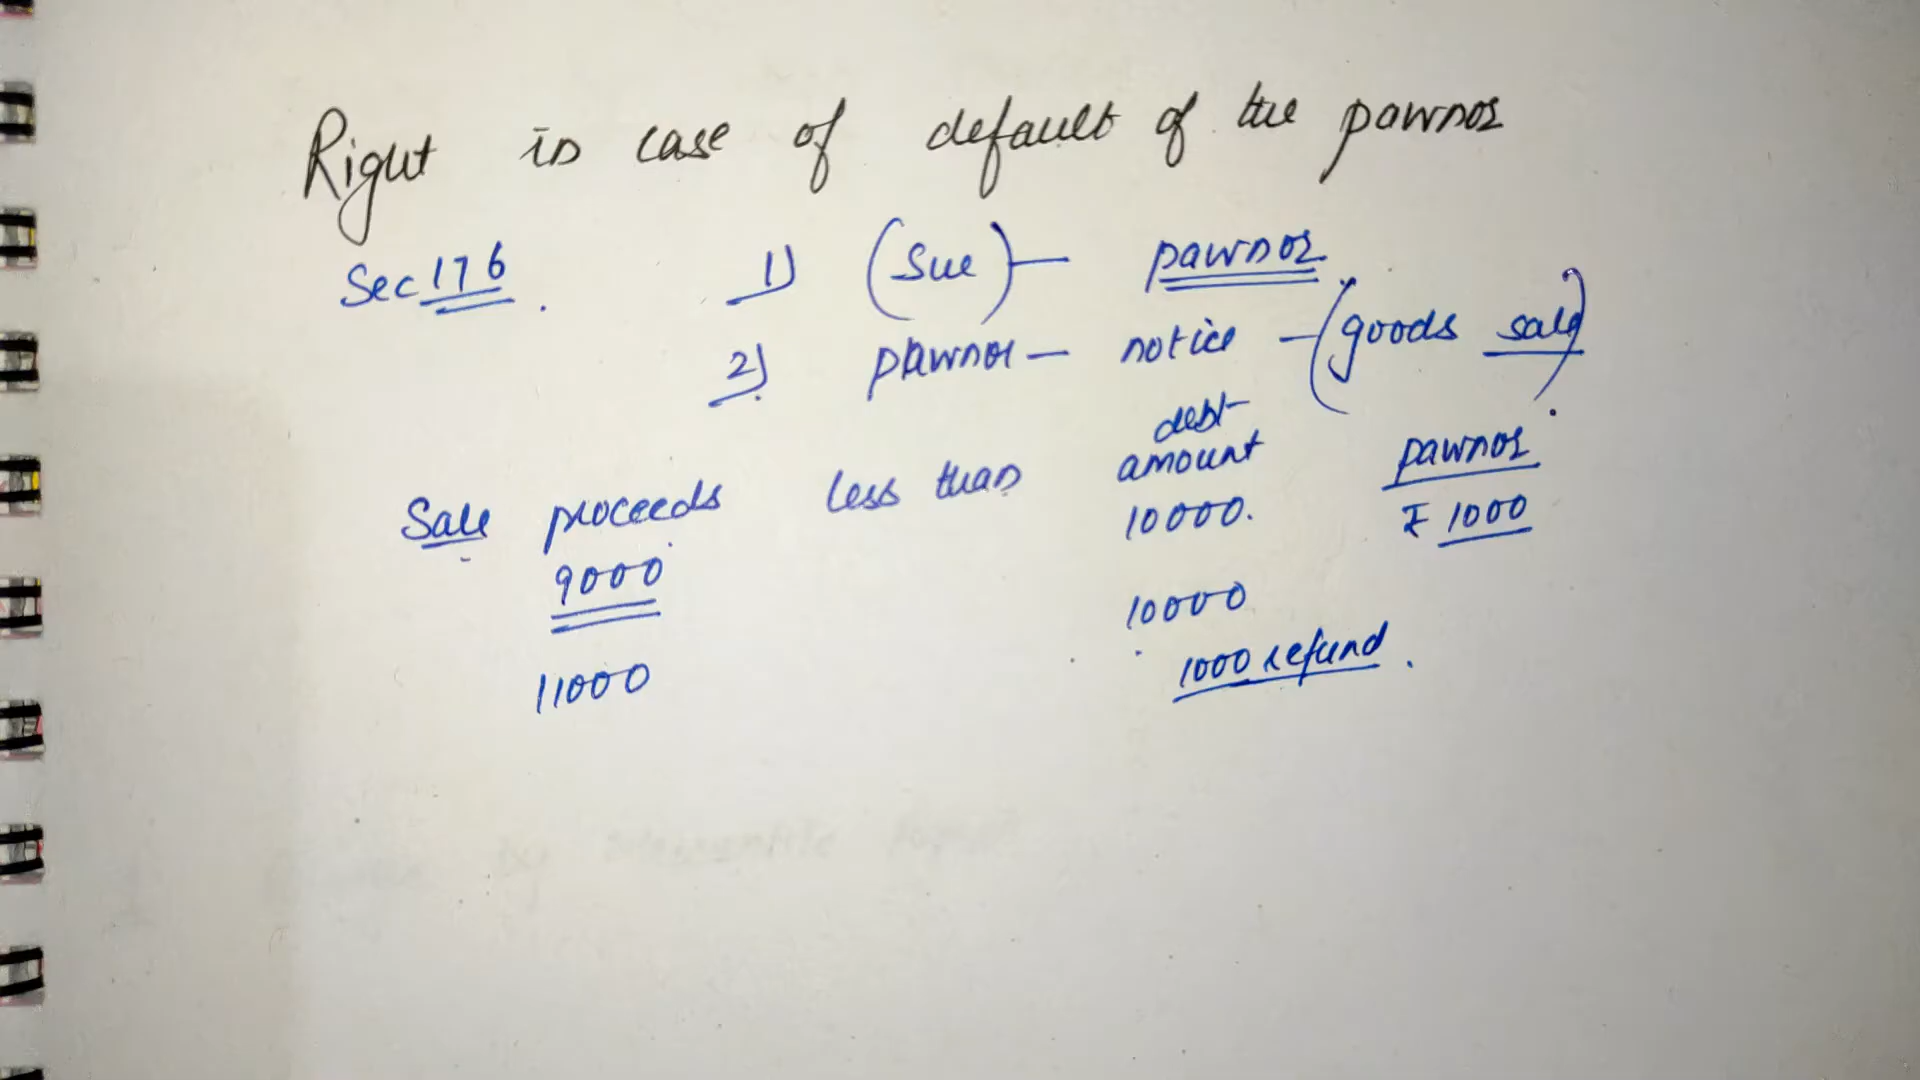 Right in case of default of the pawnor
Sec 176. 1) (Sue) — pawnor
2) pawnor — notice — (goods sale)
debt
Sale proceeds less than amount pawnor
9000 10000. ₹ 1000
11000 10000
1000 refund.